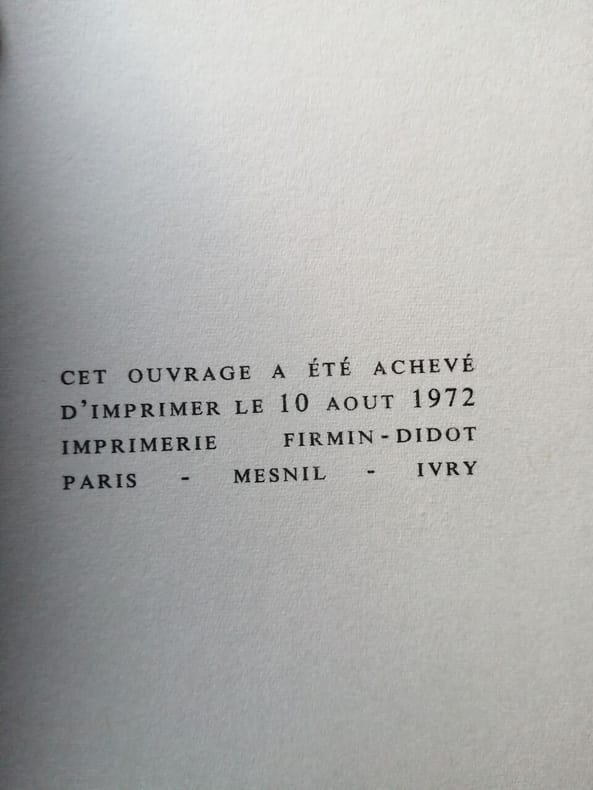 CET OUVRAGE A ÉTÉ ACHEVÉ
D'IMPRIMER LE 10 AOUT 1972
IMPRIMERIE FIRMIN-DIDOT
PARIS - MESNIL - IVRY